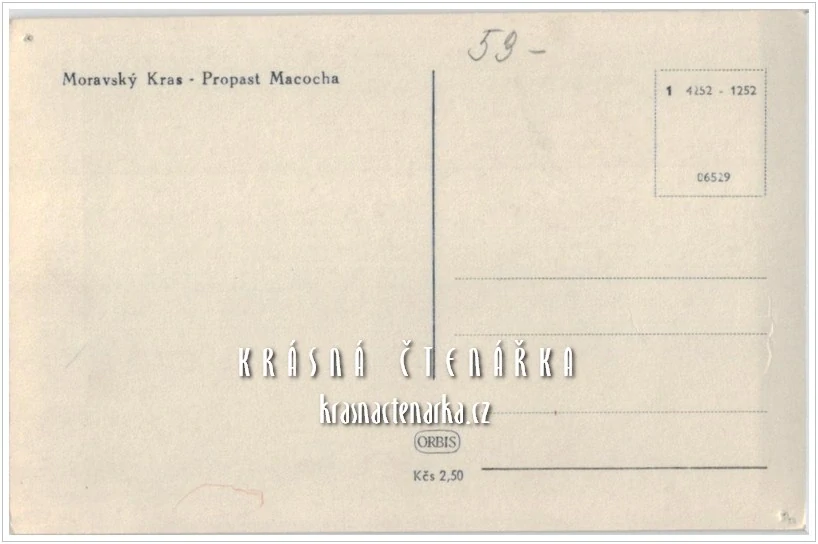 59-
Moravský Kras - Propast Macocha
1 4252 - 1252
06529
KRÁSNÁ ČTENÁŘKA
krasnactenarka.cz
ORBIS
Kčs 2,50